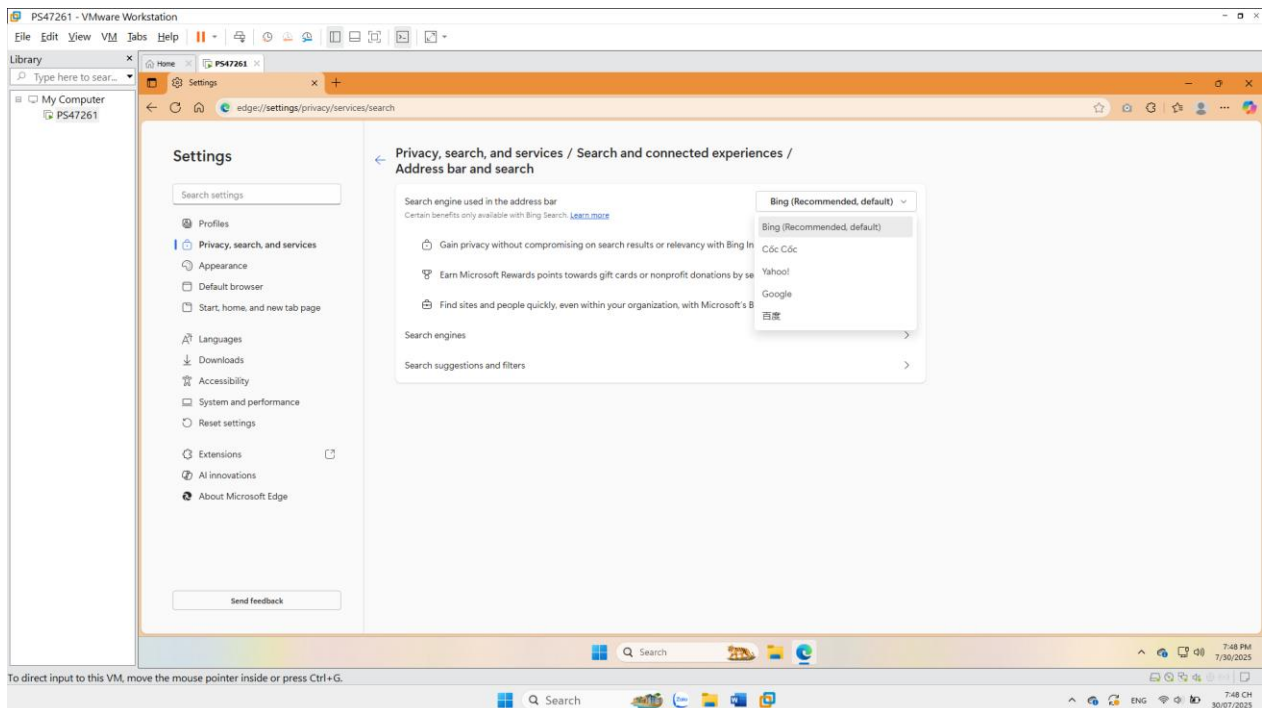 PS47261 - VMware Workstation
File Edit View VM Tabs Help
Library
Type here to sear...
My Computer
PS47261
Home
PS47261
Settings
edge://settings/privacy/services/search
Settings
Search settings
Profiles
Privacy, search, and services
Appearance
Default browser
Start, home, and new tab page
Languages
Downloads
Accessibility
System and performance
Reset settings
Extensions
AI innovations
About Microsoft Edge
Send feedback
Privacy, search, and services / Search and connected experiences /
Address bar and search
Search engine used in the address bar
Certain benefits only available with Bing Search. Learn more
Bing (Recommended, default)
Gain privacy without compromising on search results or relevancy with Bing In
Earn Microsoft Rewards points towards gift cards or nonprofit donations by se
Find sites and people quickly, even within your organization, with Microsoft's B
Bing (Recommended, default)
Cốc Cốc
Yahoo!
Google
百度
Search engines
Search suggestions and filters
Search
7:48 PM
7/30/2025
To direct input to this VM, move the mouse pointer inside or press Ctrl+G.
Search
Zalo
ENG
7:48 CH
30/07/2025